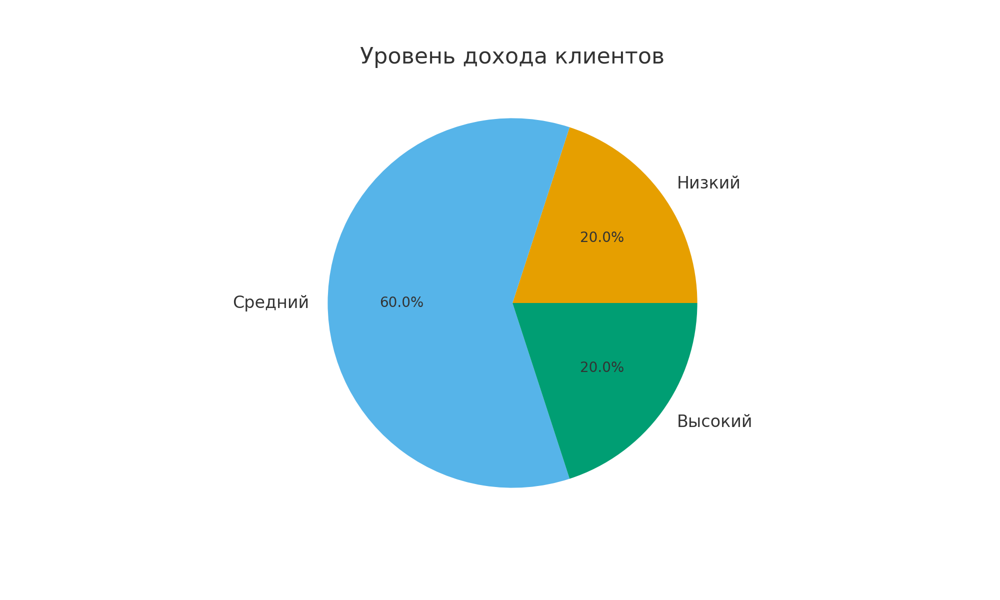 Уровень дохода клиентов
Низкий
20.0%
Средний
60.0%
20.0%
Высокий